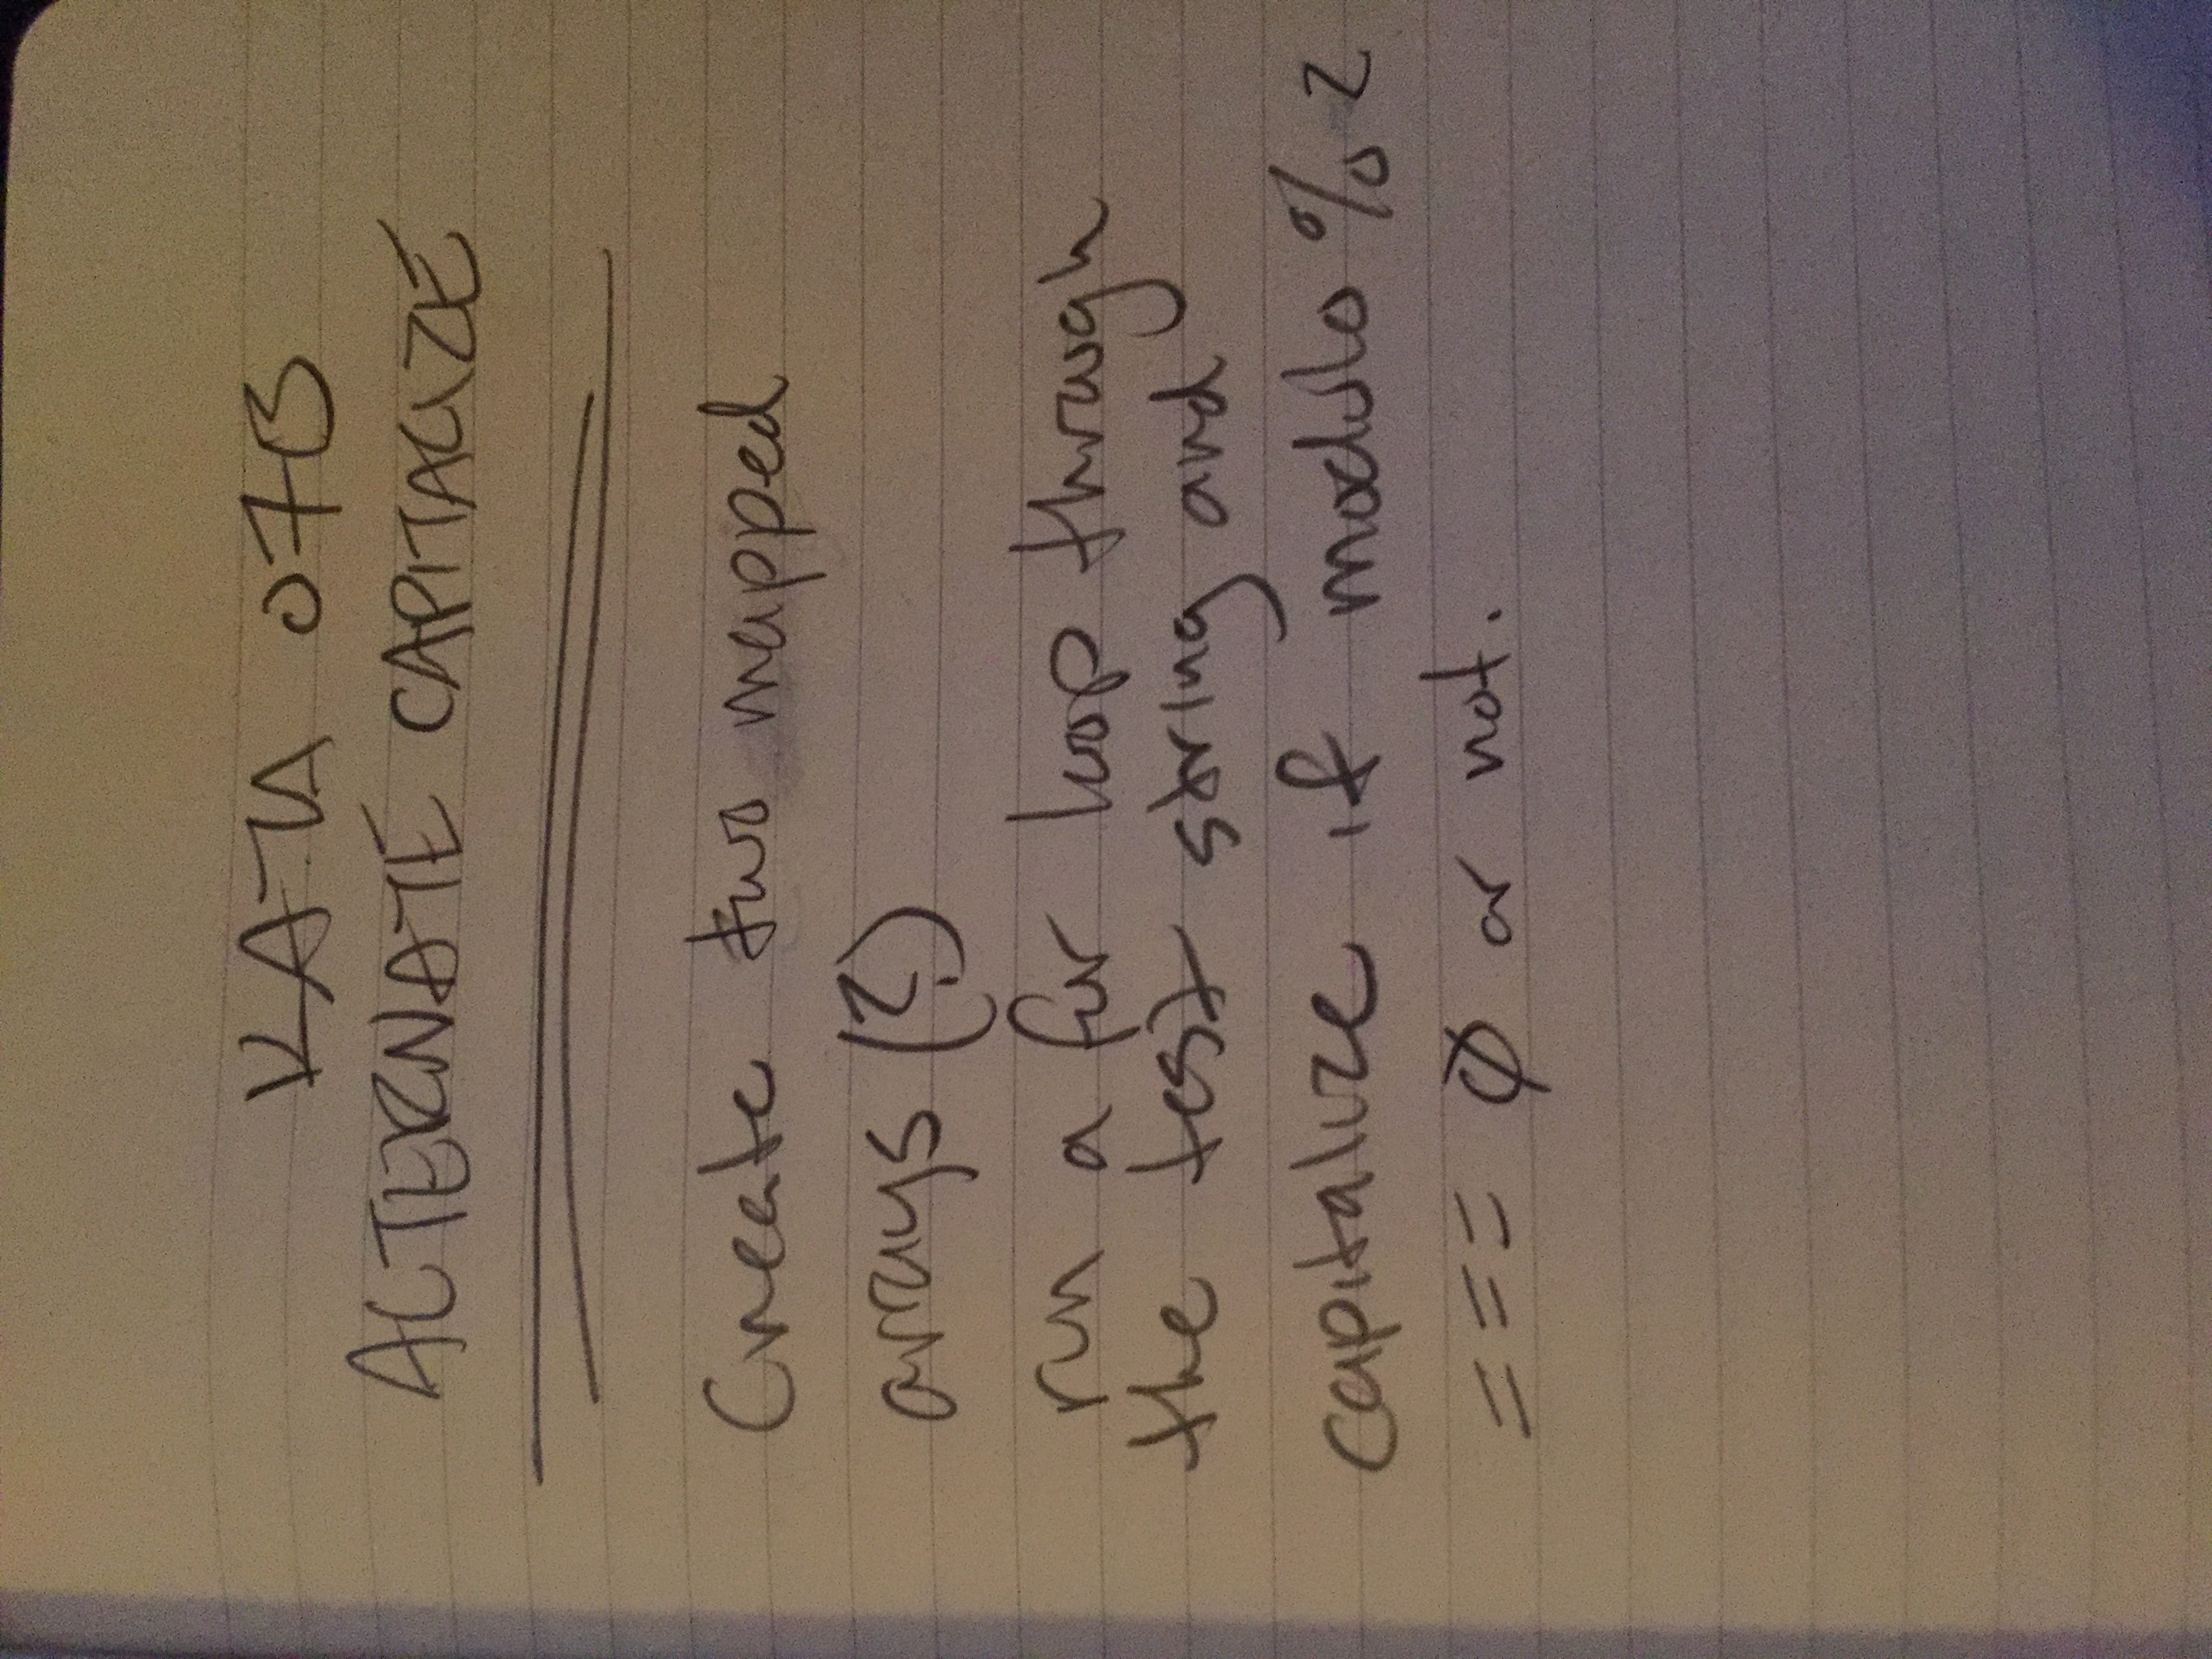 KATA 07B
ALTERNATE CAPITALIZE
Create two mapped
arrays (?)
run a for loop through
the test string and
capitalize if modulo % 2
=== Ø or not.